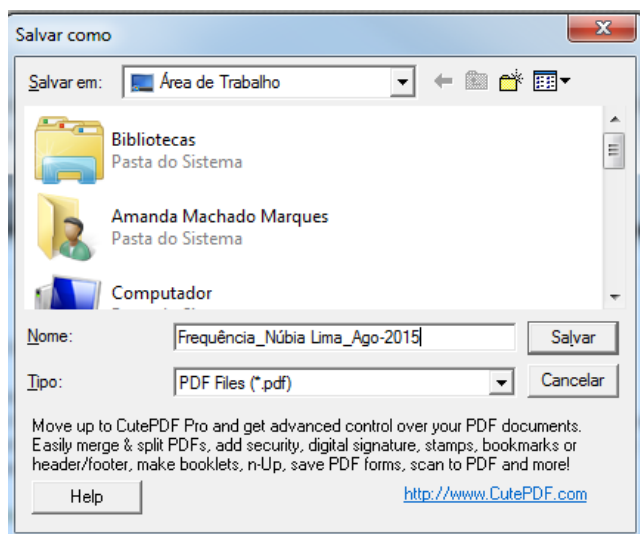 Salvar como
Salvar em:
Área de Trabalho
Bibliotecas
Pasta do Sistema
Amanda Machado Marques
Pasta do Sistema
Computador
Nome:
Frequência_Núbia Lima_Ago-2015
Salvar
Tipo:
PDF Files (*.pdf)
Cancelar
Move up to CutePDF Pro and get advanced control over your PDF documents.
Easily merge & split PDFs, add security, digital signature, stamps, bookmarks or
header/footer, make booklets, n-Up, save PDF forms, scan to PDF and more!
Help
http://www.CutePDF.com